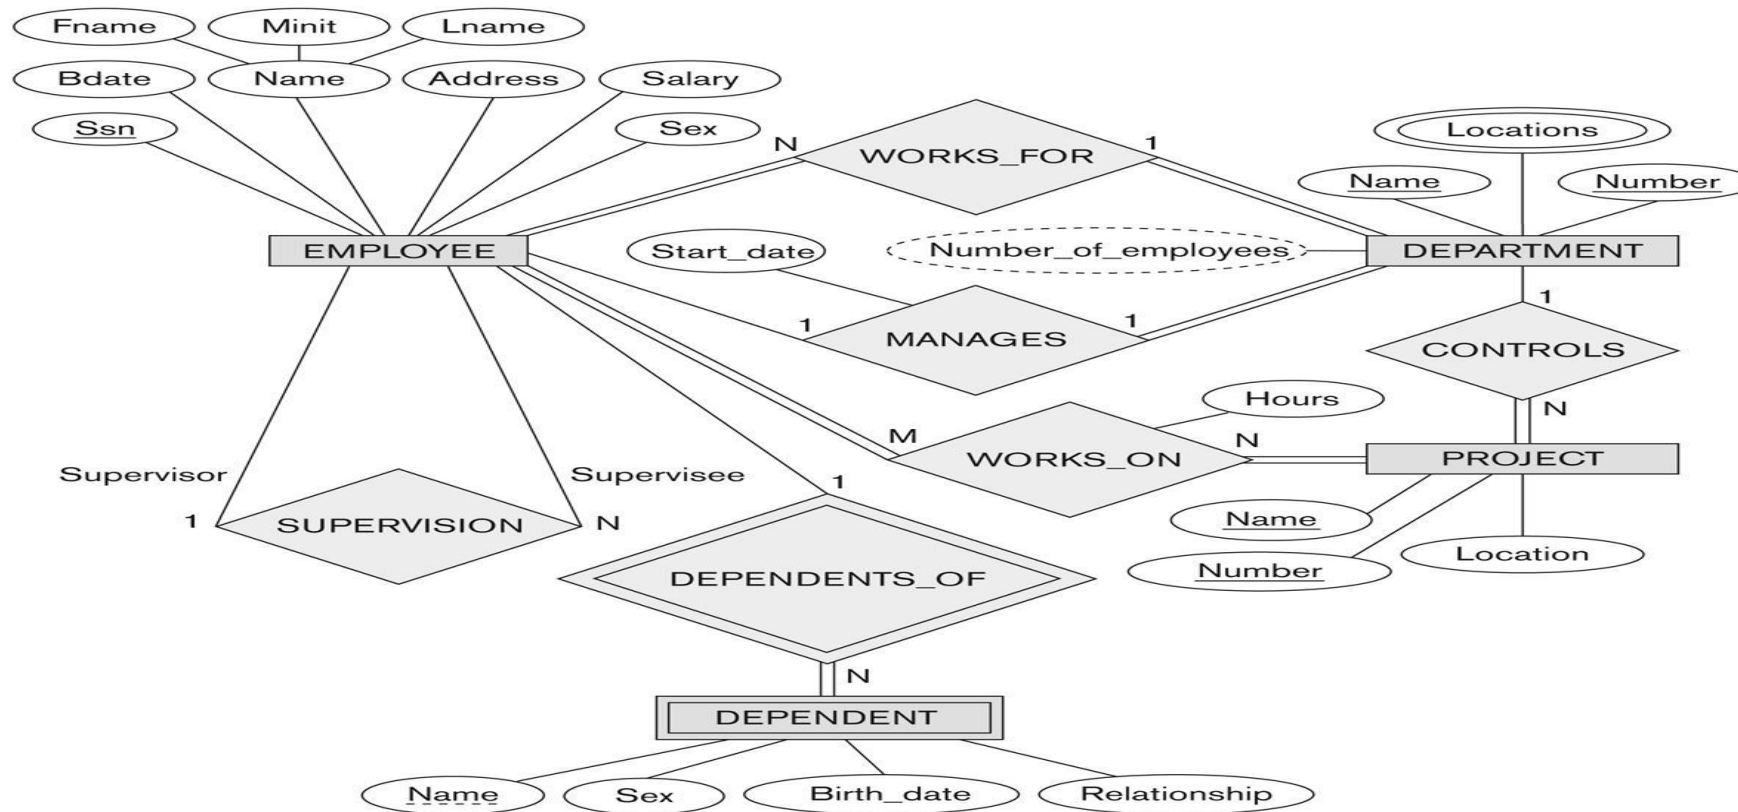 Fname
Minit
Lname
Bdate
Name
Address
Salary
Ssn
Sex
N
WORKS_FOR
1
Locations
Name
Number
EMPLOYEE
Start_date
Number_of_employees
DEPARTMENT
1
MANAGES
1
1
CONTROLS
N
Hours
M
WORKS_ON
N
PROJECT
Supervisor
Supervisee
1
SUPERVISION
N
1
Name
Number
Location
DEPENDENTS_OF
N
DEPENDENT
Name
Sex
Birth_date
Relationship